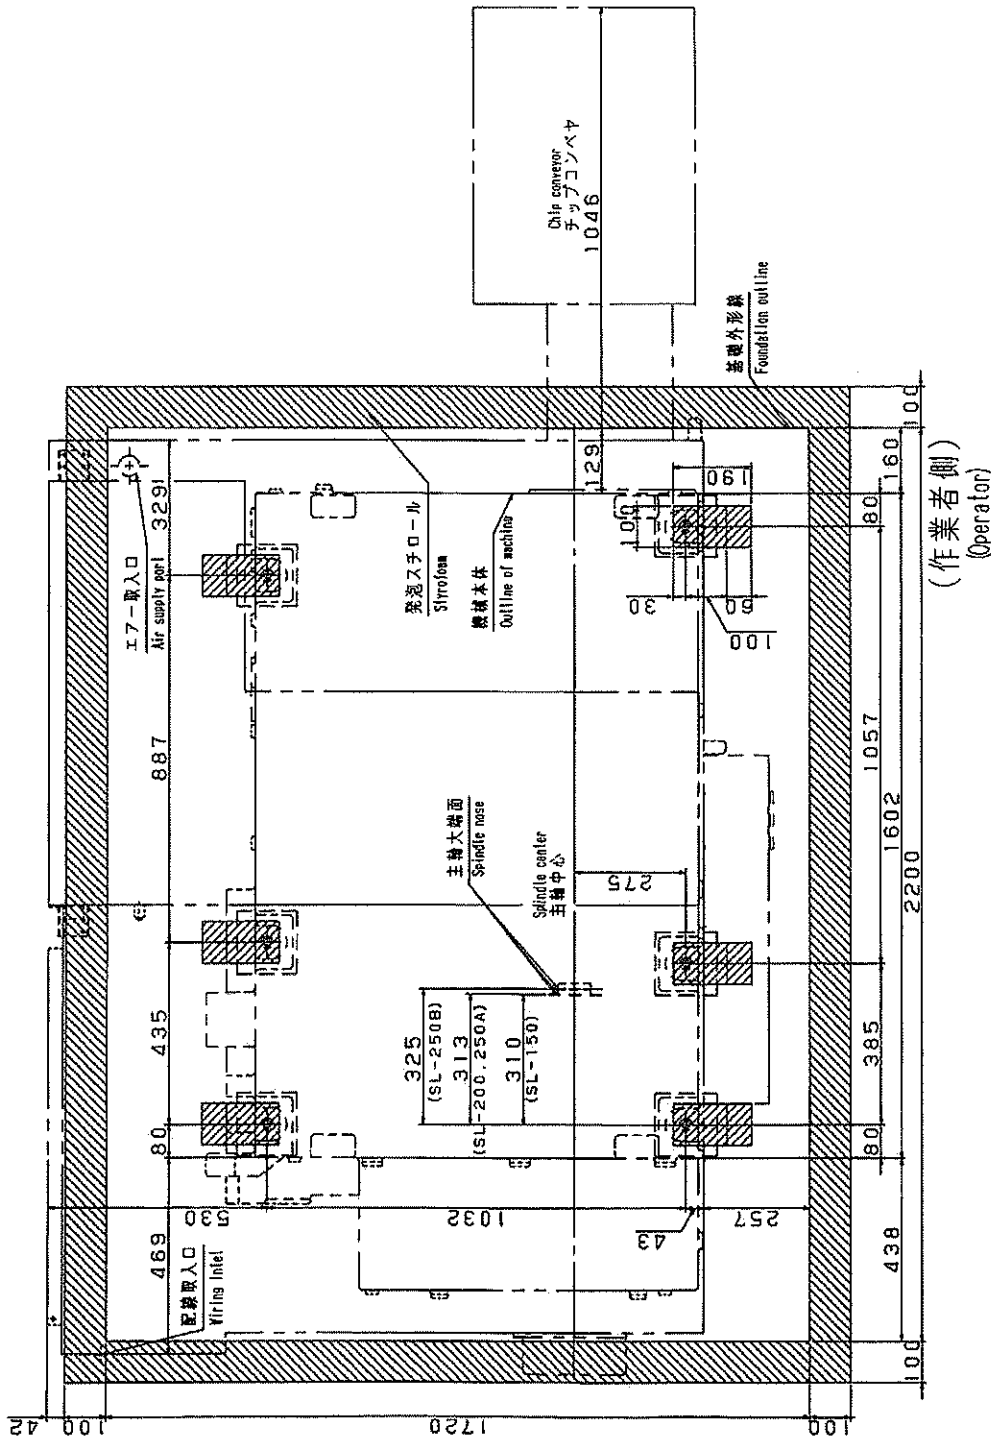 Chip conveyor
チップコンベヤ
1046
基礎外形線
Foundation outline
エアー取入口
Air supply port
発泡スチロール
Styrofoam
機械本体
Outline of machine
主軸大端面
Spindle nose
Spindle center
主軸中心
配線取入口
Wiring Inlet
(作業者側)
(Operator)
469
80
435
887
329
325
(SL-250B)
313
(SL-200,250A)
310
(SL-150)
275
129
100
190
30
60
100
530
1032
43
257
80
385
1057
80
438
1602
160
100
2200
100
42
100
1720
100